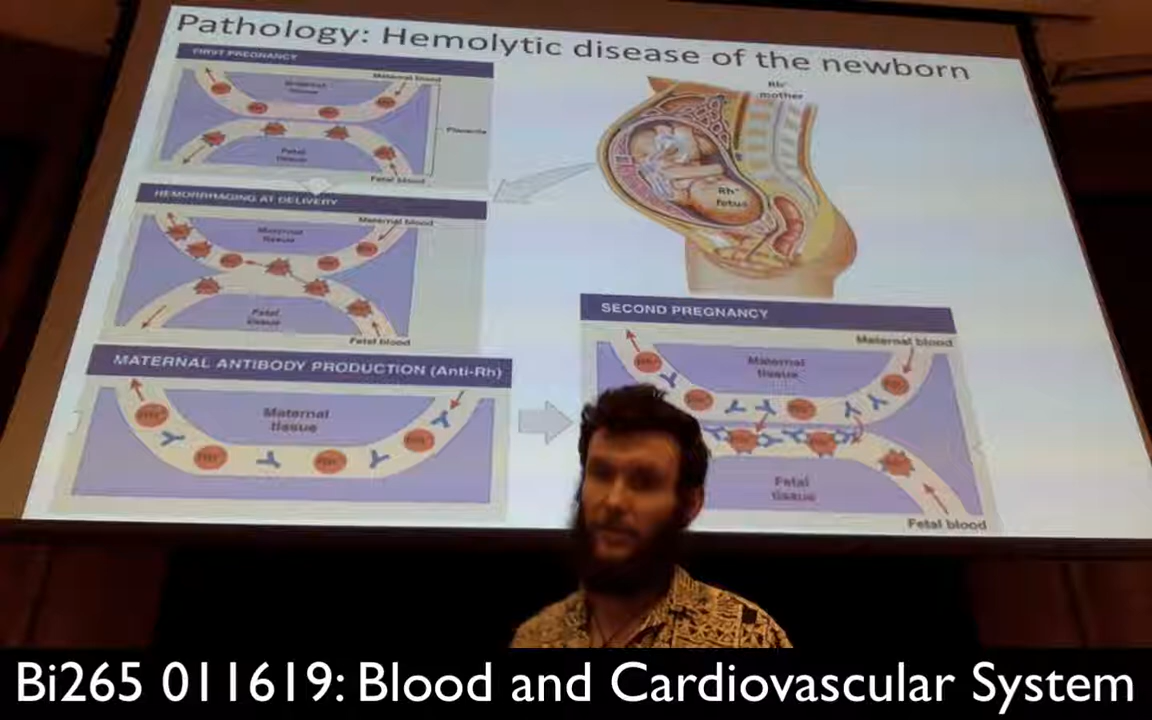 Pathology: Hemolytic disease of the newborn
FIRST PREGNANCY
Maternal blood
Maternal
tissue
Placenta
Fetal
tissue
Fetal blood
Rh-
mother
Rh+
fetus
HEMORRHAGING AT DELIVERY
Maternal blood
Maternal
tissue
Fetal
tissue
Fetal blood
MATERNAL ANTIBODY PRODUCTION (Anti-Rh)
Maternal
tissue
SECOND PREGNANCY
Maternal blood
Maternal
tissue
Fetal
tissue
Fetal blood
Bi265 011619: Blood and Cardiovascular System